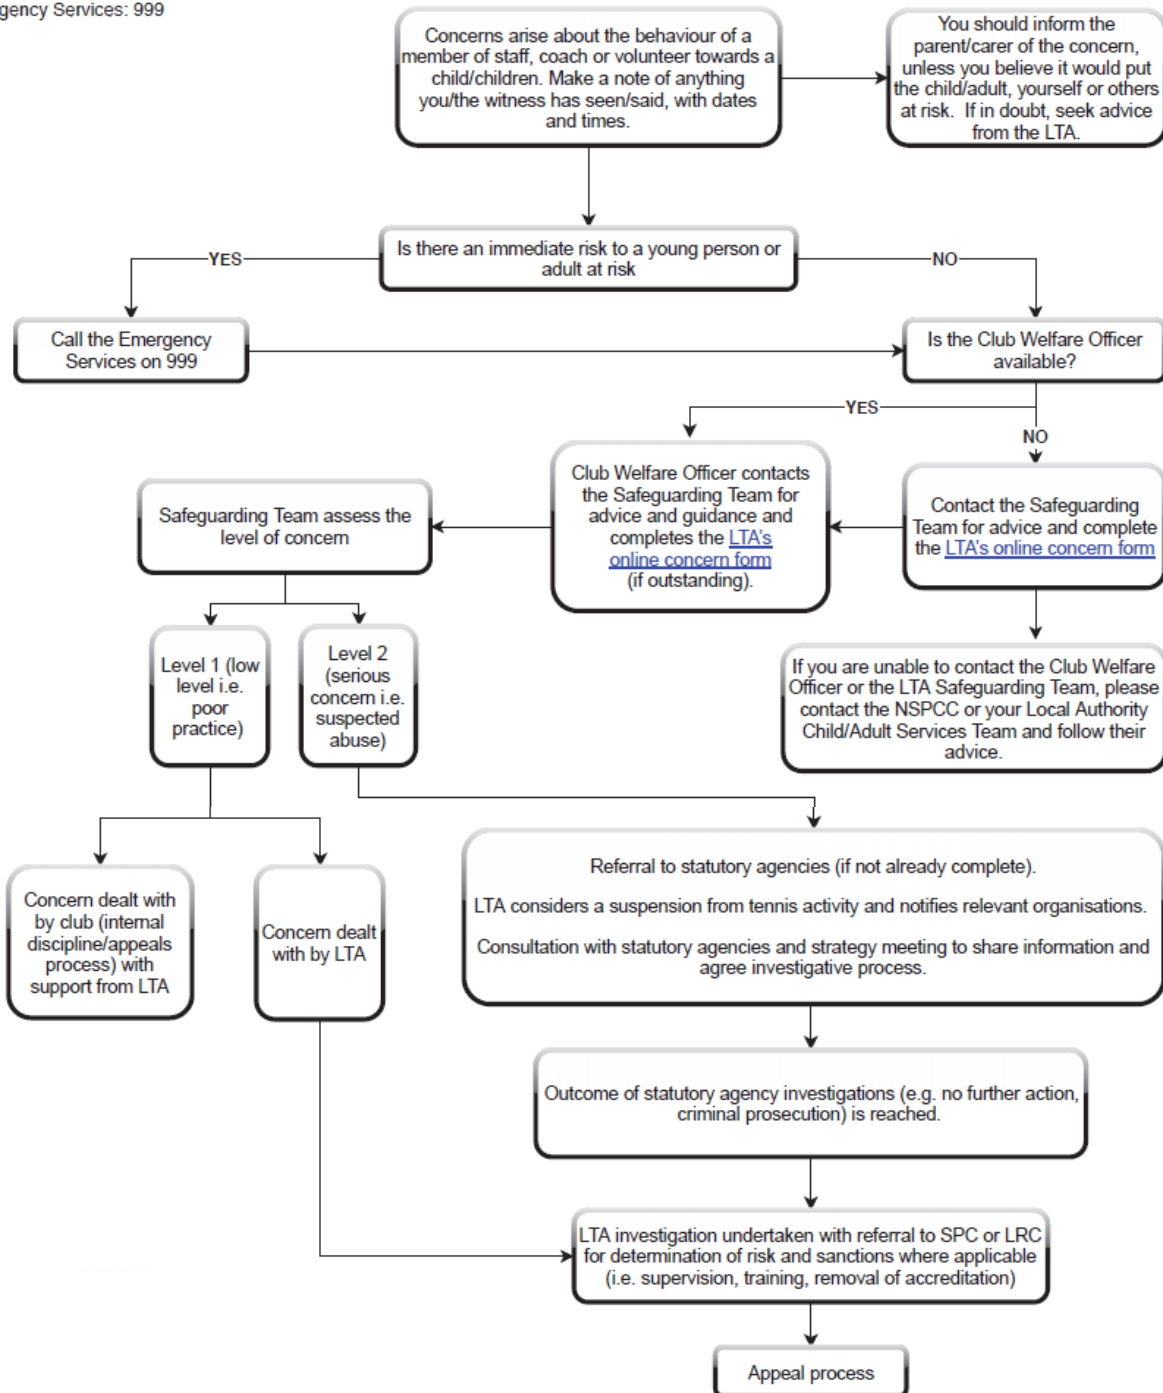 gency Services: 999
Concerns arise about the behaviour of a
member of staff, coach or volunteer towards a
child/children. Make a note of anything
you/the witness has seen/said, with dates
and times.
You should inform the
parent/carer of the concern,
unless you believe it would put
the child/adult, yourself or others
at risk. If in doubt, seek advice
from the LTA.
Is there an immediate risk to a young person or
adult at risk
YES
NO
Call the Emergency
Services on 999
Is the Club Welfare Officer
available?
YES
NO
Club Welfare Officer contacts
the Safeguarding Team for
advice and guidance and
completes the LTA's
online concern form
(if outstanding).
Contact the Safeguarding
Team for advice and complete
the LTA's online concern form
Safeguarding Team assess the
level of concern
Level 1 (low
level i.e.
poor
practice)
Level 2
(serious
concern i.e.
suspected
abuse)
If you are unable to contact the Club Welfare
Officer or the LTA Safeguarding Team, please
contact the NSPCC or your Local Authority
Child/Adult Services Team and follow their
advice.
Concern dealt with
by club (internal
discipline/appeals
process) with
support from LTA
Concern dealt
with by LTA
Referral to statutory agencies (if not already complete).
LTA considers a suspension from tennis activity and notifies relevant organisations.
Consultation with statutory agencies and strategy meeting to share information and
agree investigative process.
Outcome of statutory agency investigations (e.g. no further action,
criminal prosecution) is reached.
LTA investigation undertaken with referral to SPC or LRC
for determination of risk and sanctions where applicable
(i.e. supervision, training, removal of accreditation)
Appeal process